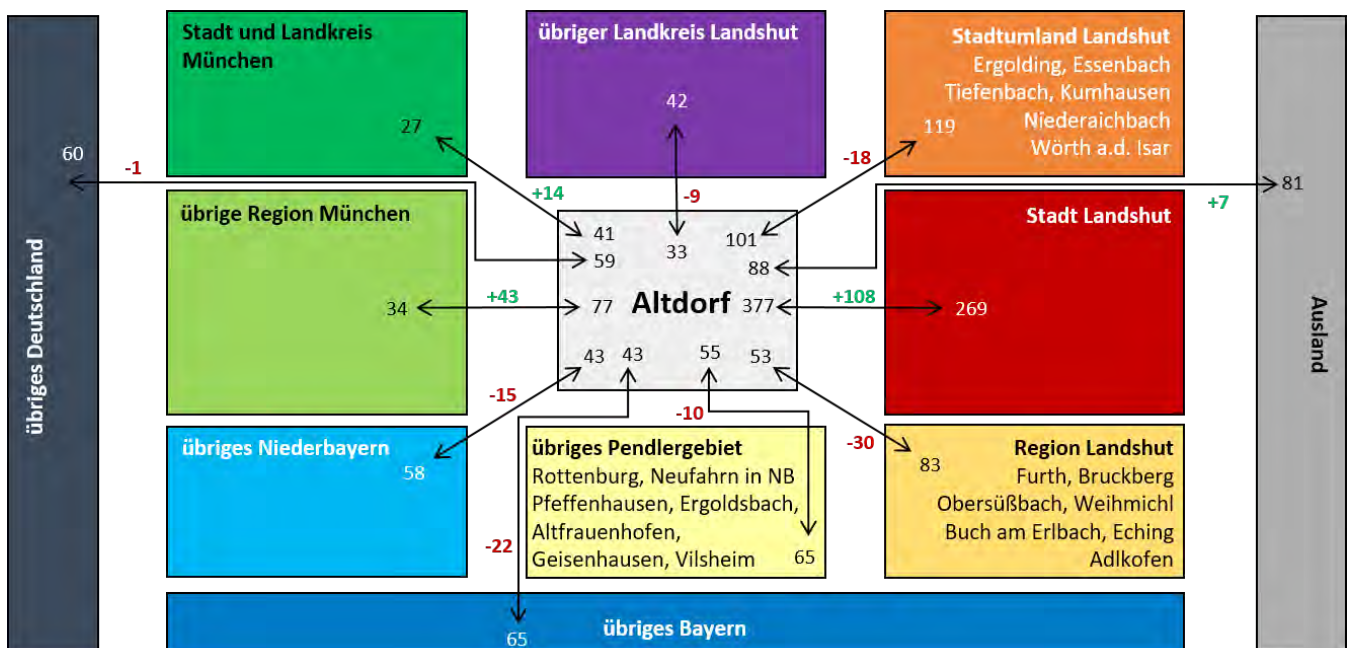 Stadt und Landkreis
München
27
übriger Landkreis Landshut
42
Stadtumland Landshut
Ergolding, Essenbach
Tiefenbach, Kumhausen
Niederaichbach
Wörth a.d. Isar
119
übriges Deutschland
60
-1
+14
-9
-18
Ausland
81
+7
übrige Region München
34
+43
Altdorf
41
59
33
101
88
77
377
43
43
55
53
+108
Stadt Landshut
269
-15
-10
-30
übriges Niederbayern
58
-22
übriges Pendlergebiet
Rottenburg, Neufahrn in NB
Pfeffenhausen, Ergoldsbach,
Altfrauenhofen,
Geisenhausen, Vilsheim
65
Region Landshut
83
Furth, Bruckberg
Obersüßbach, Weihmichl
Buch am Erlbach, Eching
Adlkofen
übriges Bayern
65